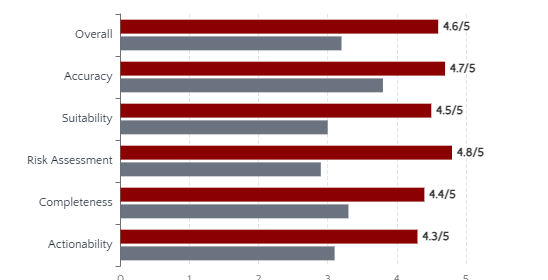 Overall 4.6/5
Accuracy 4.7/5
Suitability 4.5/5
Risk Assessment 4.8/5
Completeness 4.4/5
Actionability 4.3/5
0 1 2 3 4 5